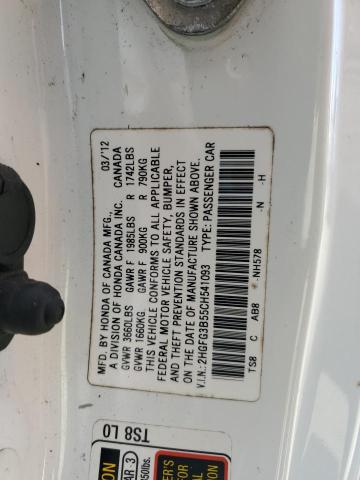 MFD. BY HONDA OF CANADA MFG., 03/'12
A DIVISION OF HONDA CANADA INC. CANADA
GVWR 3660LBS GAWR F 1985LBS R 1742LBS
GVWR 1660KG GAWR F 900KG R 790KG
THIS VEHICLE CONFORMS TO ALL APPLICABLE
FEDERAL MOTOR VEHICLE SAFETY, BUMPER,
AND THEFT PREVENTION STANDARDS IN EFFECT
ON THE DATE OF MANUFACTURE SHOWN ABOVE.
V.I.N.: 2HGFG3B55CH541093 TYPE: PASSENGER CAR
TS8 C AB8 -NH578 -N -H
TS8 L0
AR-3